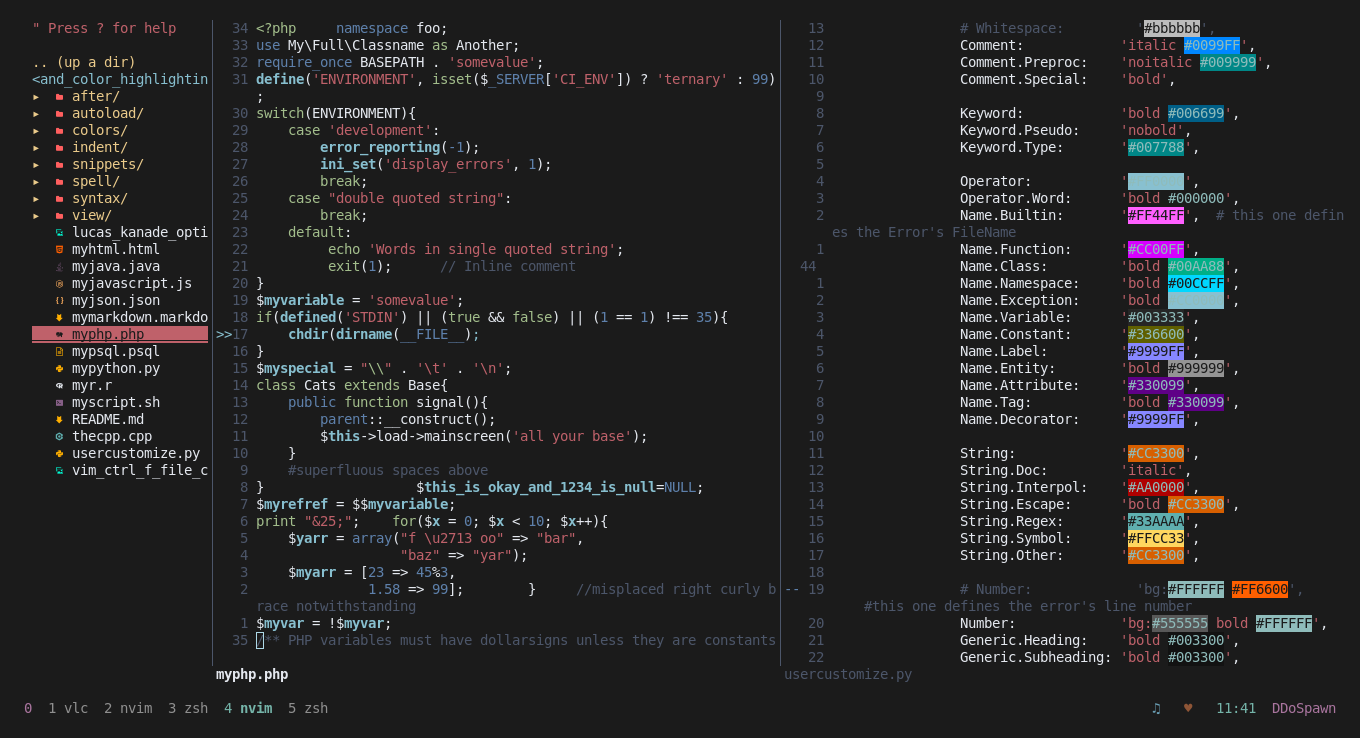 " Press ? for help
.. (up a dir)
<and_color_highlightin
▸ after/
▸ autoload/
▸ colors/
▸ indent/
▸ snippets/
▸ spell/
▸ syntax/
▸ view/
lucas_kanade_opti
myhtml.html
myjava.java
myjavascript.js
myjson.json
mymarkdown.markdo
myphp.php
mypsql.psql
mypython.py
myr.r
myscript.sh
README.md
thecpp.cpp
usercustomize.py
vim_ctrl_f_file_c
34 <?php     namespace foo;
33 use My\Full\Classname as Another;
32 require_once BASEPATH . 'somevalue';
31 define('ENVIRONMENT', isset($_SERVER['CI_ENV']) ? 'ternary' : 99)
;
30 switch(ENVIRONMENT){
29     case 'development':
28         error_reporting(-1);
27         ini_set('display_errors', 1);
26         break;
25     case "double quoted string":
24         break;
23     default:
22          echo 'Words in single quoted string';
21          exit(1);      // Inline comment
20 }
19 $myvariable = 'somevalue';
18 if(defined('STDIN') || (true && false) || (1 == 1) !== 35){
>>17     chdir(dirname(__FILE__);
16 }
15 $myspecial = "\\" . '\t' . '\n';
14 class Cats extends Base{
13     public function signal(){
12         parent::__construct();
11         $this->load->mainscreen('all your base');
10     }
9     #superfluous spaces above
8 }                   $this_is_okay_and_1234_is_null=NULL;
7 $myrefref = $$myvariable;
6 print "&25;";    for($x = 0; $x < 10; $x++){
5     $yarr = array("f \u2713 oo" => "bar",
4                   "baz" => "yar");
3     $myarr = [23 => 45%3,
2               1.58 => 99];        }     //misplaced right curly b
race notwithstanding
1 $myvar = !$myvar;
35 /** PHP variables must have dollarsigns unless they are constants
myphp.php
13 # Whitespace:         '#bbbbbb',
12 Comment:            'italic #0099FF',
11 Comment.Preproc:    'noitalic #009999',
10 Comment.Special:    'bold',
9
8 Keyword:            'bold #006699',
7 Keyword.Pseudo:     'nobold',
6 Keyword.Type:       '#007788',
5
4 Operator:           '',
3 Operator.Word:      'bold #000000',
2 Name.Builtin:       '#FF44FF',  # this one defin
es the Error's FileName
1 Name.Function:      '#CC00FF',
44 Name.Class:         'bold #00AA88',
1 Name.Namespace:     'bold #00CCFF',
2 Name.Exception:     'bold ',
3 Name.Variable:      '#003333',
4 Name.Constant:      '#336600',
5 Name.Label:         '#9999FF',
6 Name.Entity:        'bold #999999',
7 Name.Attribute:     '#330099',
8 Name.Tag:           'bold #330099',
9 Name.Decorator:     '#9999FF',
10
11 String:             '#CC3300',
12 String.Doc:         'italic',
13 String.Interpol:    '#AA0000',
14 String.Escape:      'bold #CC3300',
15 String.Regex:       '#33AAAA',
16 String.Symbol:      '#FFCC33',
17 String.Other:       '#CC3300',
18
-- 19 # Number:             'bg:#FFFFFF #FF6600',
#this one defines the error's line number
20 Number:             'bg:#555555 bold #FFFFFF',
21 Generic.Heading:    'bold #003300',
22 Generic.Subheading: 'bold #003300',
usercustomize.py
0  1 vlc  2 nvim  3 zsh  4 nvim  5 zsh
♫  ♥  11:41  DDoSpawn